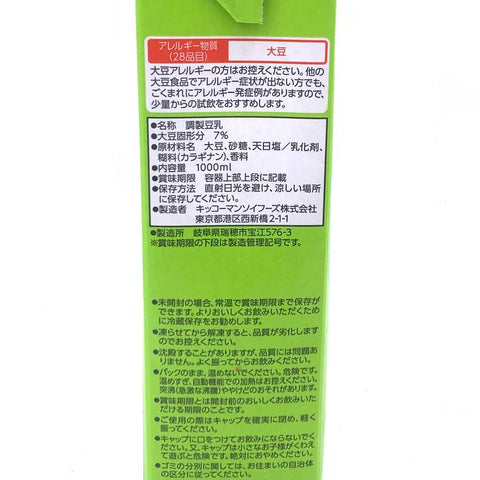 アレルギー物質
(28品目)
大豆
大豆アレルギーの方はお控えください。他の
大豆食品でアレルギー症状が出ない方でも、
ごくまれにアレルギー発症例がありますので、
少量からの試飲をおすすめします。
●名称 調製豆乳
●大豆固形分 7%
●原材料名 大豆、砂糖、天日塩／乳化剤、
糊料(カラギナン)、香料
●内容量 1000ml
●賞味期限 容器上部上段に記載
●保存方法 直射日光を避け、涼しい場所
に保存してください。
●製造者 キッコーマンソイフーズ株式会社
東京都港区西新橋2-1-1
●製造所 岐阜県瑞穂市宝江576-3
※賞味期限の下段は製造管理記号です。
●未開封の場合、常温で賞味期限まで保存が
できます。よりおいしくお飲みいただくため
に冷蔵保存をお勧めします。
●凍らせてから解凍すると、品質が劣化しますの
でお控えください。
●沈殿することがありますが、品質には問題あ
りません。よく振ってからお飲みください。
●パックのまま、温めないでください。危険です。
温めすぎ、自動機能での加熱はお控えください。
突沸(急激な沸騰)ややけどのおそれがあります。
●賞味期限とは開封前のおいしくお飲みいた
だける期限のことです。
●ご使用の際はキャップを確実に閉め、軽く
振ってください。
●キャップに口をつけてお飲みにならないでく
ださい。又、キャップは小さなお子様がくわえ
て遊ぶと危険です。絶対におやめください。
●ゴミの分別に関しては、お住まいの自治体
の区分に従ってください。